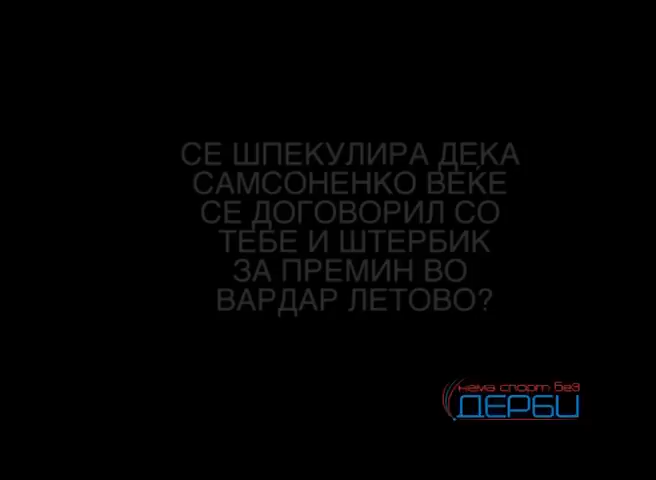 СЕ ШПЕКУЛИРА ДЕКА
САМСОНЕНКО ВЕЌЕ
СЕ ДОГОВОРИЛ СО
ТЕБЕ И ШТЕРБИК
ЗА ПРЕМИН ВО
ВАРДАР ЛЕТОВО?
нема спорт без
ДЕРБИ